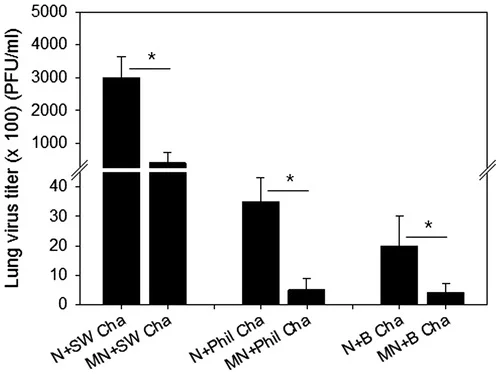 Lung virus titer (x 100) (PFU/ml)
5000
4000
3000
2000
1000
40
30
20
10
0
*
*
*
N+SW Cha
MN+SW Cha
N+Phil Cha
MN+Phil Cha
N+B Cha
MN+B Cha